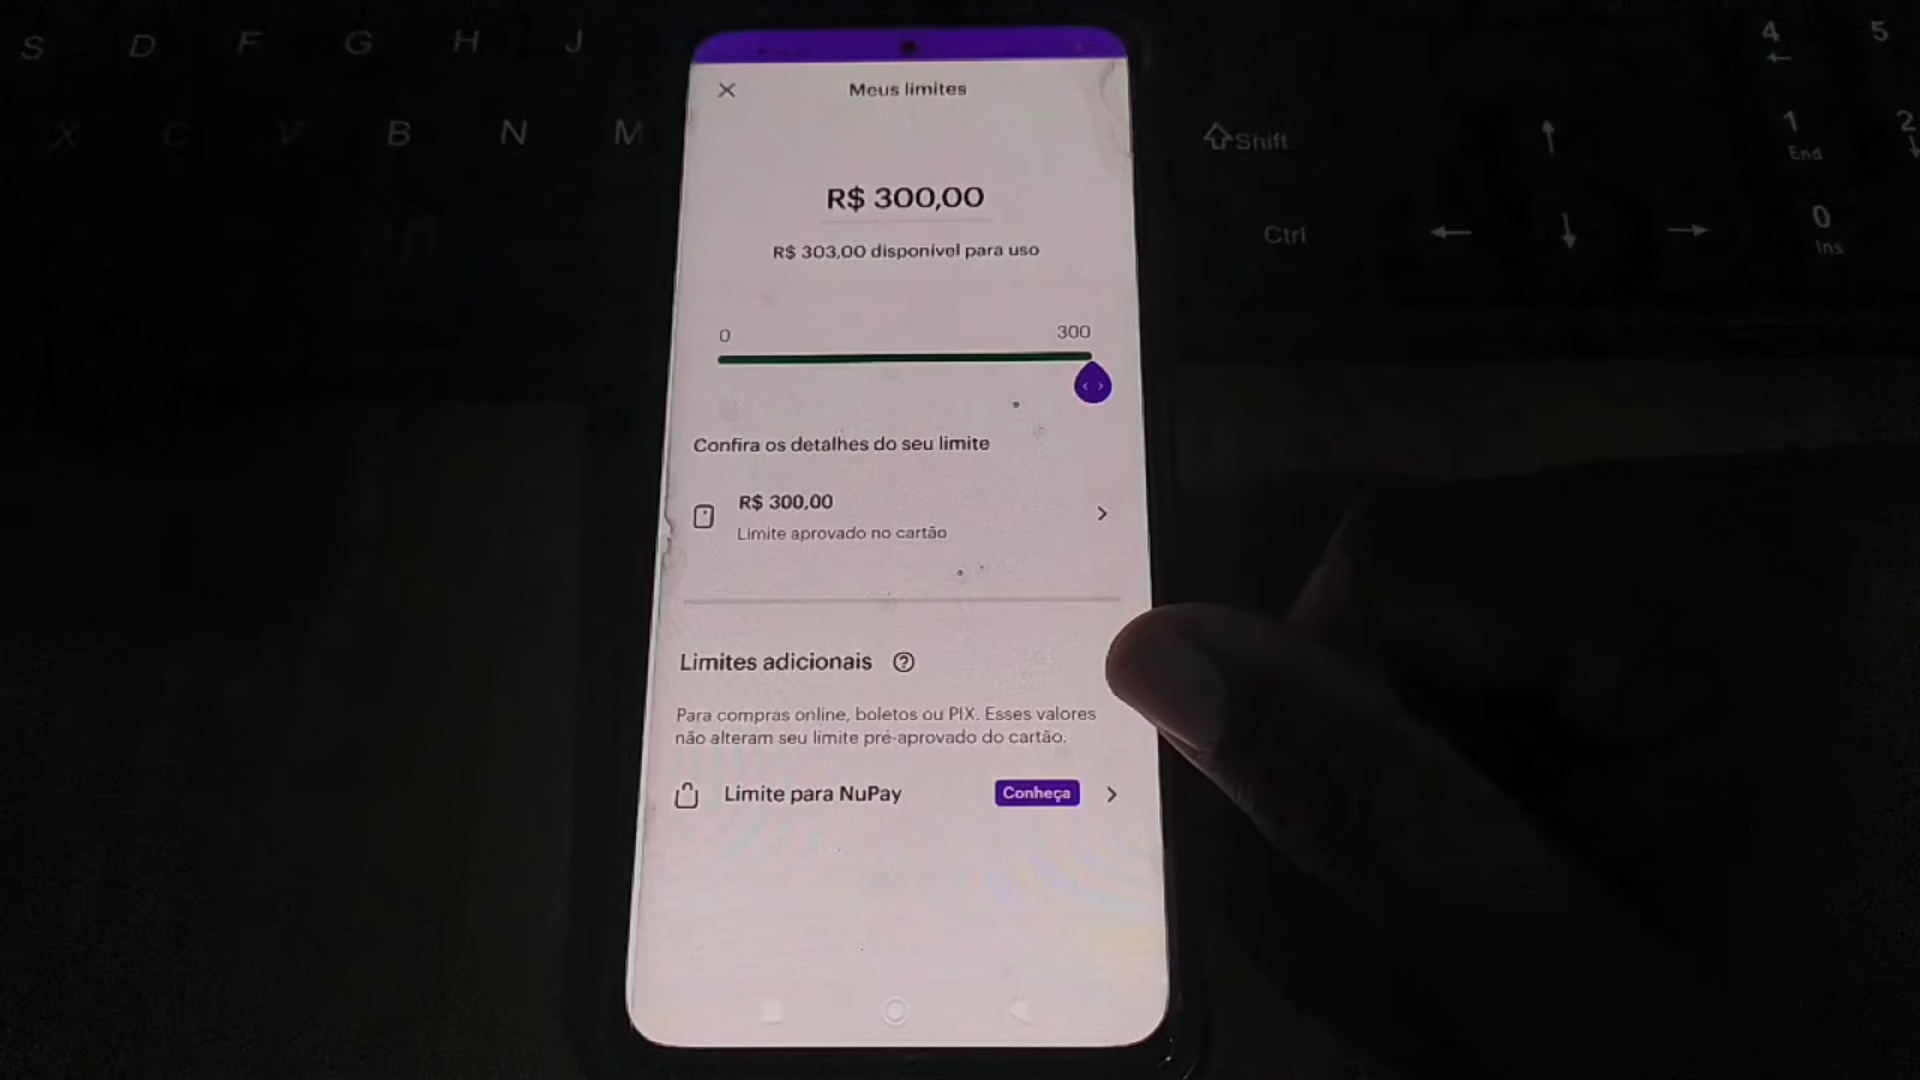 S D F G H J
4
5
X C V B N M
Shift
1
End
2
Ctrl
0
Ins
Meus limites
R$ 300,00
R$ 303,00 disponível para uso
0
300
Confira os detalhes do seu limite
R$ 300,00
Limite aprovado no cartão
Limites adicionais
Para compras online, boletos ou PIX. Esses valores
não alteram seu limite pré-aprovado do cartão.
Limite para NuPay
Conheça